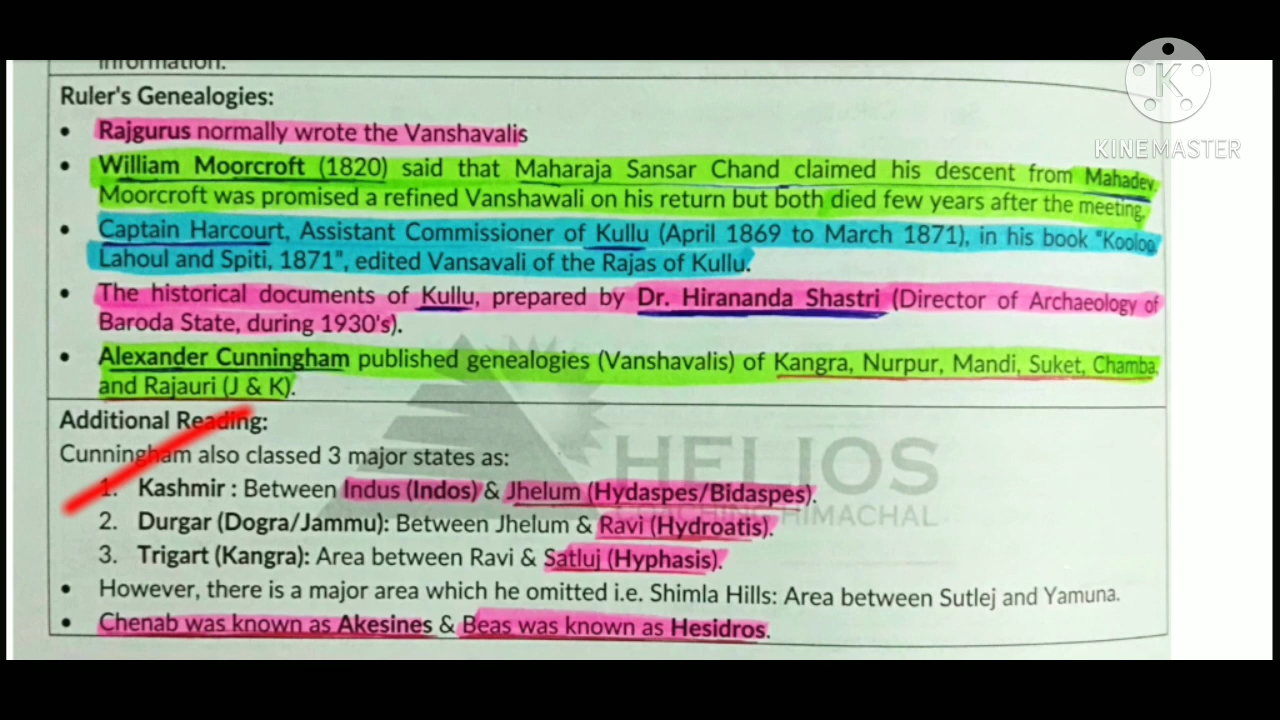 information.
Ruler's Genealogies:
• Rajgurus normally wrote the Vanshavalis
• William Moorcroft (1820) said that Maharaja Sansar Chand claimed his descent from Mahadev.
Moorcroft was promised a refined Vanshawali on his return but both died few years after the meeting.
• Captain Harcourt, Assistant Commissioner of Kullu (April 1869 to March 1871), in his book "Kooloo
Lahoul and Spiti, 1871", edited Vansavali of the Rajas of Kullu.
• The historical documents of Kullu, prepared by Dr. Hirananda Shastri (Director of Archaeology of
Baroda State, during 1930's).
• Alexander Cunningham published genealogies (Vanshavalis) of Kangra, Nurpur, Mandi, Suket, Chamba,
and Rajauri (J & K).
Additional Reading:
Cunningham also classed 3 major states as:
1. Kashmir : Between Indus (Indos) & Jhelum (Hydaspes/Bidaspes).
2. Durgar (Dogra/Jammu): Between Jhelum & Ravi (Hydroatis).
3. Trigart (Kangra): Area between Ravi & Satluj (Hyphasis).
• However, there is a major area which he omitted i.e. Shimla Hills: Area between Sutlej and Yamuna.
• Chenab was known as Akesines & Beas was known as Hesidros.
HELIOS
COACHING HIMACHAL
K
KINEMASTER